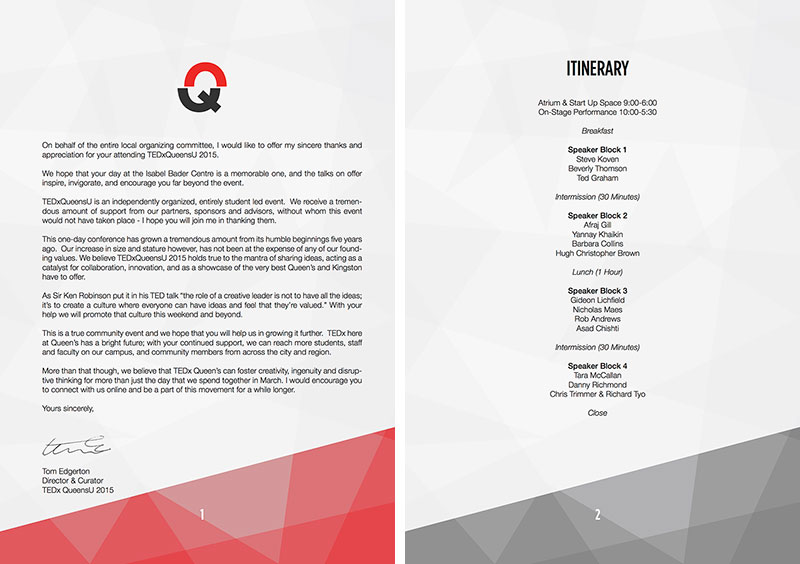 Q
On behalf of the entire local organizing committee, I would like to offer my sincere thanks and
appreciation for your attending TEDxQueensU 2015.
We hope that your day at the Isabel Bader Centre is a memorable one, and the talks on offer
inspire, invigorate, and encourage you far beyond the event.
TEDxQueensU is an independently organized, entirely student led event. We receive a tremen-
dous amount of support from our partners, sponsors and advisors, without whom this event
would not have taken place - I hope you will join me in thanking them.
This one-day conference has grown a tremendous amount from its humble beginnings five years
ago. Our increase in size and stature however, has not been at the expense of any of our found-
ing values. We believe TEDxQueensU 2015 holds true to the mantra of sharing ideas, acting as a
catalyst for collaboration, innovation, and as a showcase of the very best Queen's and Kingston
have to offer.
As Sir Ken Robinson put it in his TED talk “the role of a creative leader is not to have all the ideas;
it's to create a culture where everyone can have ideas and feel that they're valued.” With your
help we will promote that culture this weekend and beyond.
This is a true community event and we hope that you will help us in growing it further. TEDx here
at Queen's has a bright future; with your continued support, we can reach more students, staff
and faculty on our campus, and community members from across the city and region.
More than that though, we believe that TEDx Queen's can foster creativity, ingenuity and disrup-
tive thinking for more than just the day that we spend together in March. I would encourage you
to connect with us online and be a part of this movement for a while longer.
Yours sincerely,
Tom Edgerton
Director & Curator
TEDx QueensU 2015
1
ITINERARY
Atrium & Start Up Space 9:00-6:00
On-Stage Performance 10:00-5:30
Breakfast
Speaker Block 1
Steve Koven
Beverly Thomson
Ted Graham
Intermission (30 Minutes)
Speaker Block 2
Afraj Gill
Yannay Khaikin
Barbara Collins
Hugh Christopher Brown
Lunch (1 Hour)
Speaker Block 3
Gideon Lichfield
Nicholas Maes
Rob Andrews
Asad Chishti
Intermission (30 Minutes)
Speaker Block 4
Tara McCallan
Danny Richmond
Chris Trimmer & Richard Tyo
Close
2